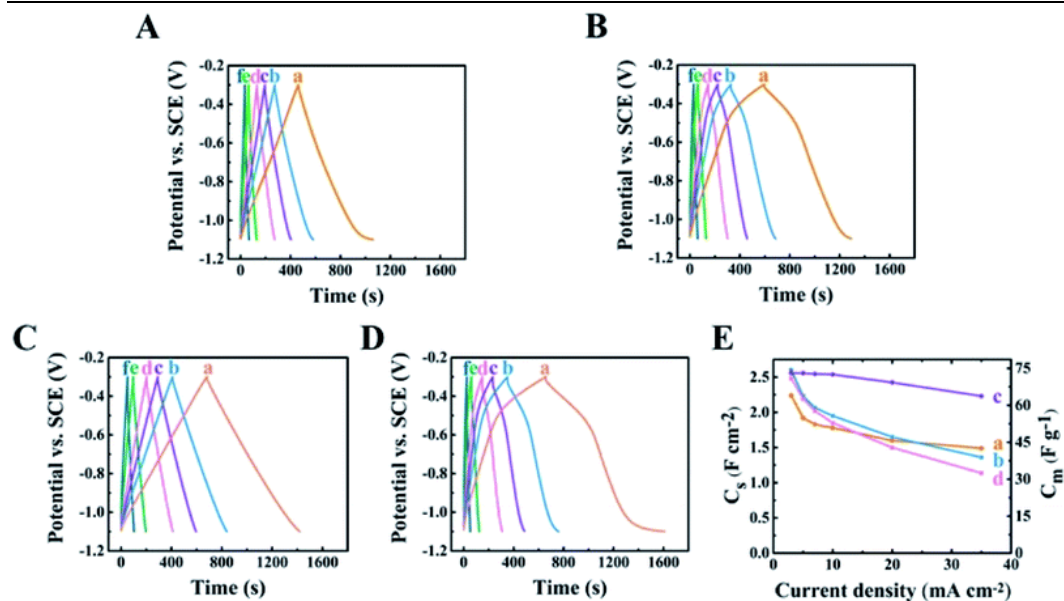 A
Potential vs. SCE (V)
-0.2
-0.4
-0.6
-0.8
-1.0
-1.2
f e d c b a
0 400 800 1200 1600
Time (s)
B
Potential vs. SCE (V)
-0.2
-0.4
-0.6
-0.8
-1.0
-1.2
f e d c b a
0 400 800 1200 1600
Time (s)
C
Potential vs. SCE (V)
-0.2
-0.4
-0.6
-0.8
-1.0
-1.2
f e d c b a
0 400 800 1200 1600
Time (s)
D
Potential vs. SCE (V)
-0.2
-0.4
-0.6
-0.8
-1.0
-1.2
f e d c b a
0 400 800 1200 1600
Time (s)
E
Cs (F cm⁻²)
2.5
2.0
1.5
1.0
0.5
0.0
c
a
b
d
75
60
45
30
15
0
Cm (F g⁻¹)
0 10 20 30 40
Current density (mA cm⁻²)